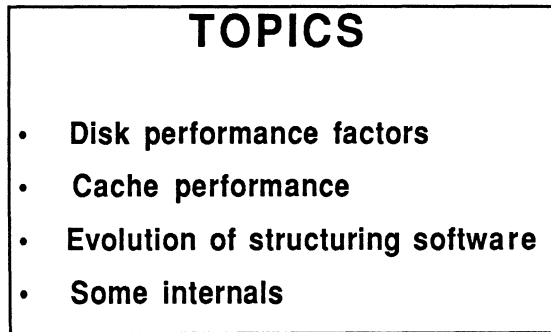 TOPICS
• Disk performance factors
• Cache performance
• Evolution of structuring software
• Some internals